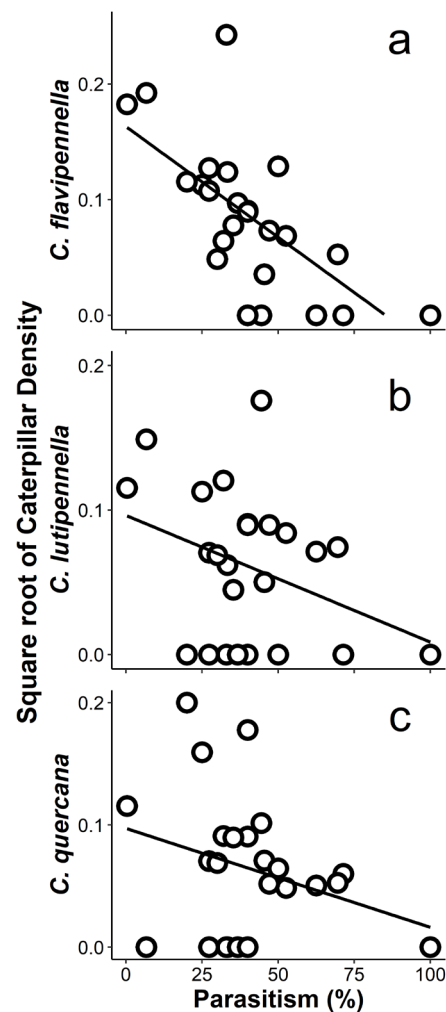 Square root of Caterpillar Density
C. flavipennella
a
0.2
0.1
0.0
C. lutipennella
b
0.2
0.1
0.0
C. quercana
c
0.2
0.1
0.0
0 25 50 75 100
Parasitism (%)